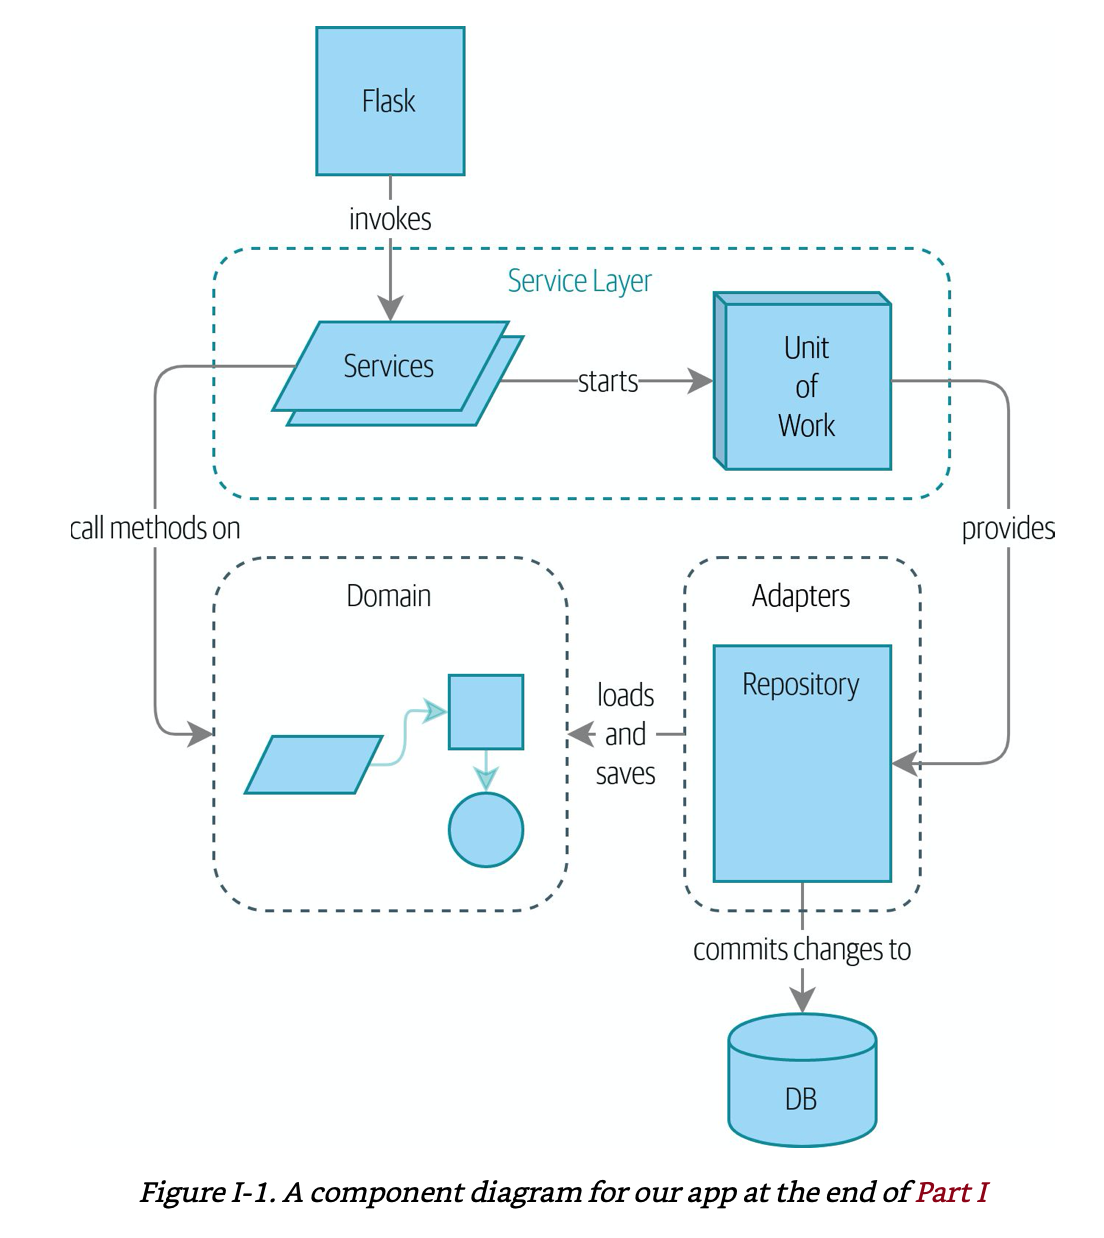 Flask
invokes
Service Layer
Services
starts
Unit
of
Work
call methods on
provides
Domain
Adapters
Repository
loads
and
saves
commits changes to
DB
Figure I-1. A component diagram for our app at the end of Part I